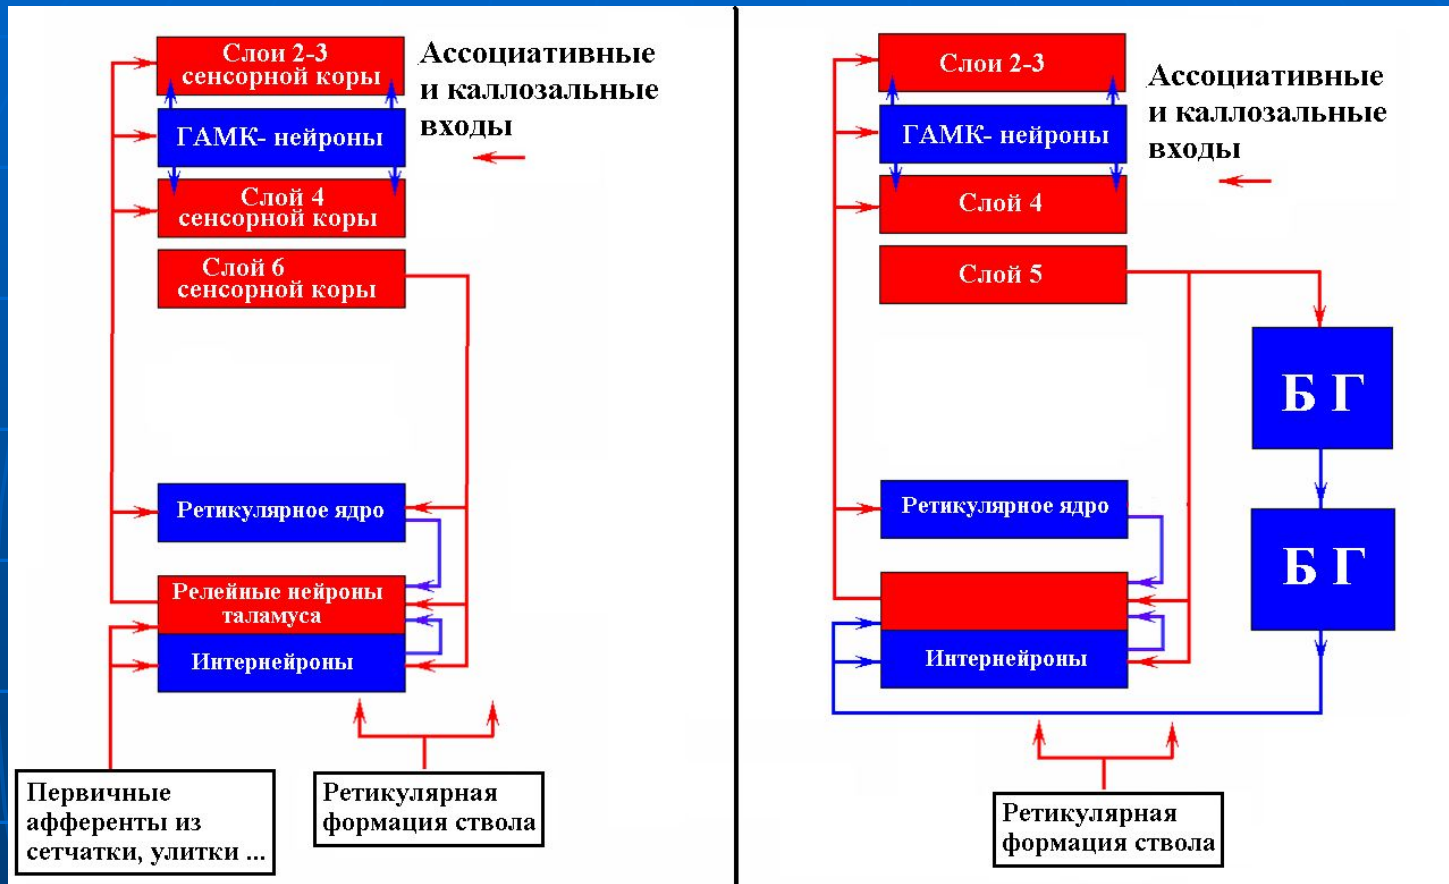 Слои 2-3
сенсорной коры
Ассоциативные
и каллозальные
входы
ГАМК- нейроны
Слой 4
сенсорной коры
Слой 6
сенсорной коры
Ретикулярное ядро
Релейные нейроны
таламуса
Интернейроны
Первичные
афференты из
сетчатки, улитки ...
Ретикулярная
формация ствола
Слои 2-3
Ассоциативные
и каллозальные
входы
ГАМК- нейроны
Слой 4
Слой 5
Б Г
Ретикулярное ядро
Б Г
Интернейроны
Ретикулярная
формация ствола